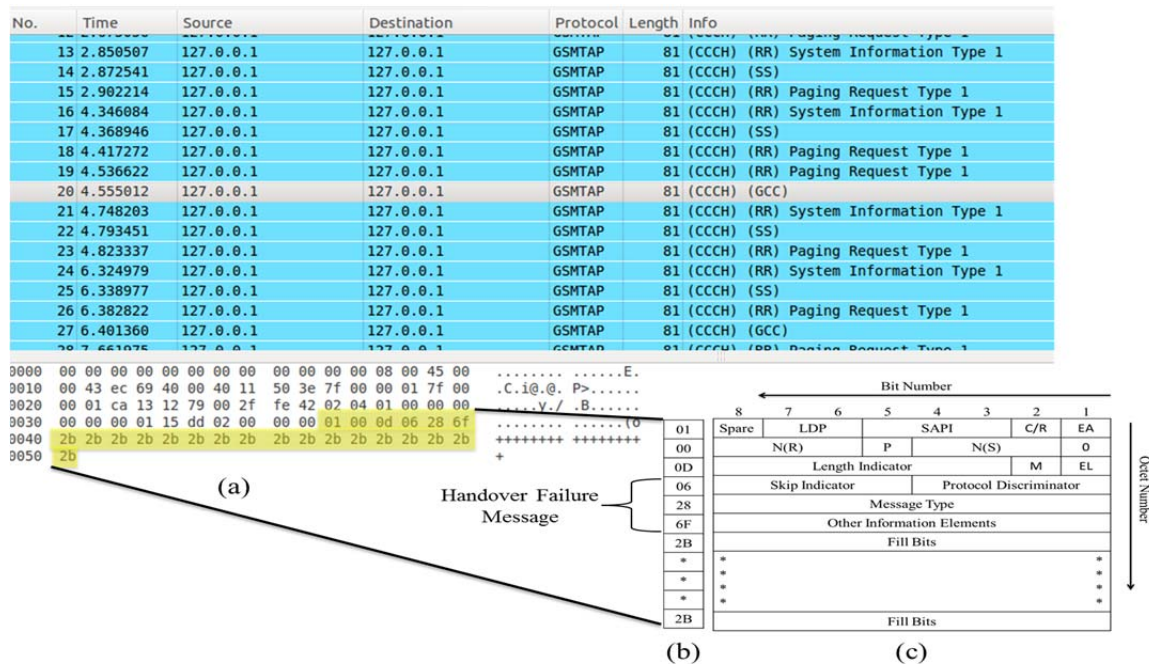 No. Time Source Destination Protocol Length Info
13 2.850507 127.0.0.1 127.0.0.1 GSMTAP 81 (CCCH) (RR) System Information Type 1
14 2.872541 127.0.0.1 127.0.0.1 GSMTAP 81 (CCCH) (SS)
15 2.902214 127.0.0.1 127.0.0.1 GSMTAP 81 (CCCH) (RR) Paging Request Type 1
16 4.346084 127.0.0.1 127.0.0.1 GSMTAP 81 (CCCH) (RR) System Information Type 1
17 4.368946 127.0.0.1 127.0.0.1 GSMTAP 81 (CCCH) (SS)
18 4.417272 127.0.0.1 127.0.0.1 GSMTAP 81 (CCCH) (RR) Paging Request Type 1
19 4.536622 127.0.0.1 127.0.0.1 GSMTAP 81 (CCCH) (RR) Paging Request Type 1
20 4.555012 127.0.0.1 127.0.0.1 GSMTAP 81 (CCCH) (GCC)
21 4.748203 127.0.0.1 127.0.0.1 GSMTAP 81 (CCCH) (RR) System Information Type 1
22 4.793451 127.0.0.1 127.0.0.1 GSMTAP 81 (CCCH) (SS)
23 4.823337 127.0.0.1 127.0.0.1 GSMTAP 81 (CCCH) (RR) Paging Request Type 1
24 6.324979 127.0.0.1 127.0.0.1 GSMTAP 81 (CCCH) (RR) System Information Type 1
25 6.338977 127.0.0.1 127.0.0.1 GSMTAP 81 (CCCH) (SS)
26 6.382822 127.0.0.1 127.0.0.1 GSMTAP 81 (CCCH) (RR) Paging Request Type 1
27 6.401360 127.0.0.1 127.0.0.1 GSMTAP 81 (CCCH) (GCC)
0000 00 00 00 00 00 00 00 00 00 00 00 00 08 00 45 00 ........ ......E.
0010 00 43 ec 69 40 00 40 11 50 3e 7f 00 00 01 7f 00 .C.i@.@. P>......
0020 00 01 ca 13 12 79 00 2f fe 42 02 04 01 00 00 00 .....y./ .B......
0030 00 00 00 01 15 dd 02 00 00 00 01 00 0d 06 28 6f ........ ......(o
0040 2b 2b 2b 2b 2b 2b 2b 2b 2b 2b 2b 2b 2b 2b 2b 2b ++++++++ ++++++++
0050 2b +
(a)
Bit Number
8 7 6 5 4 3 2 1
01 Spare LDP SAPI C/R EA
00 N(R) P N(S) 0
0D Length Indicator M EL
06 Skip Indicator Protocol Discriminator
28 Message Type
6F Other Information Elements
2B Fill Bits
* * *
* * *
* * *
* *
2B Fill Bits
Handover Failure
Message
Octet Number
(b) (c)